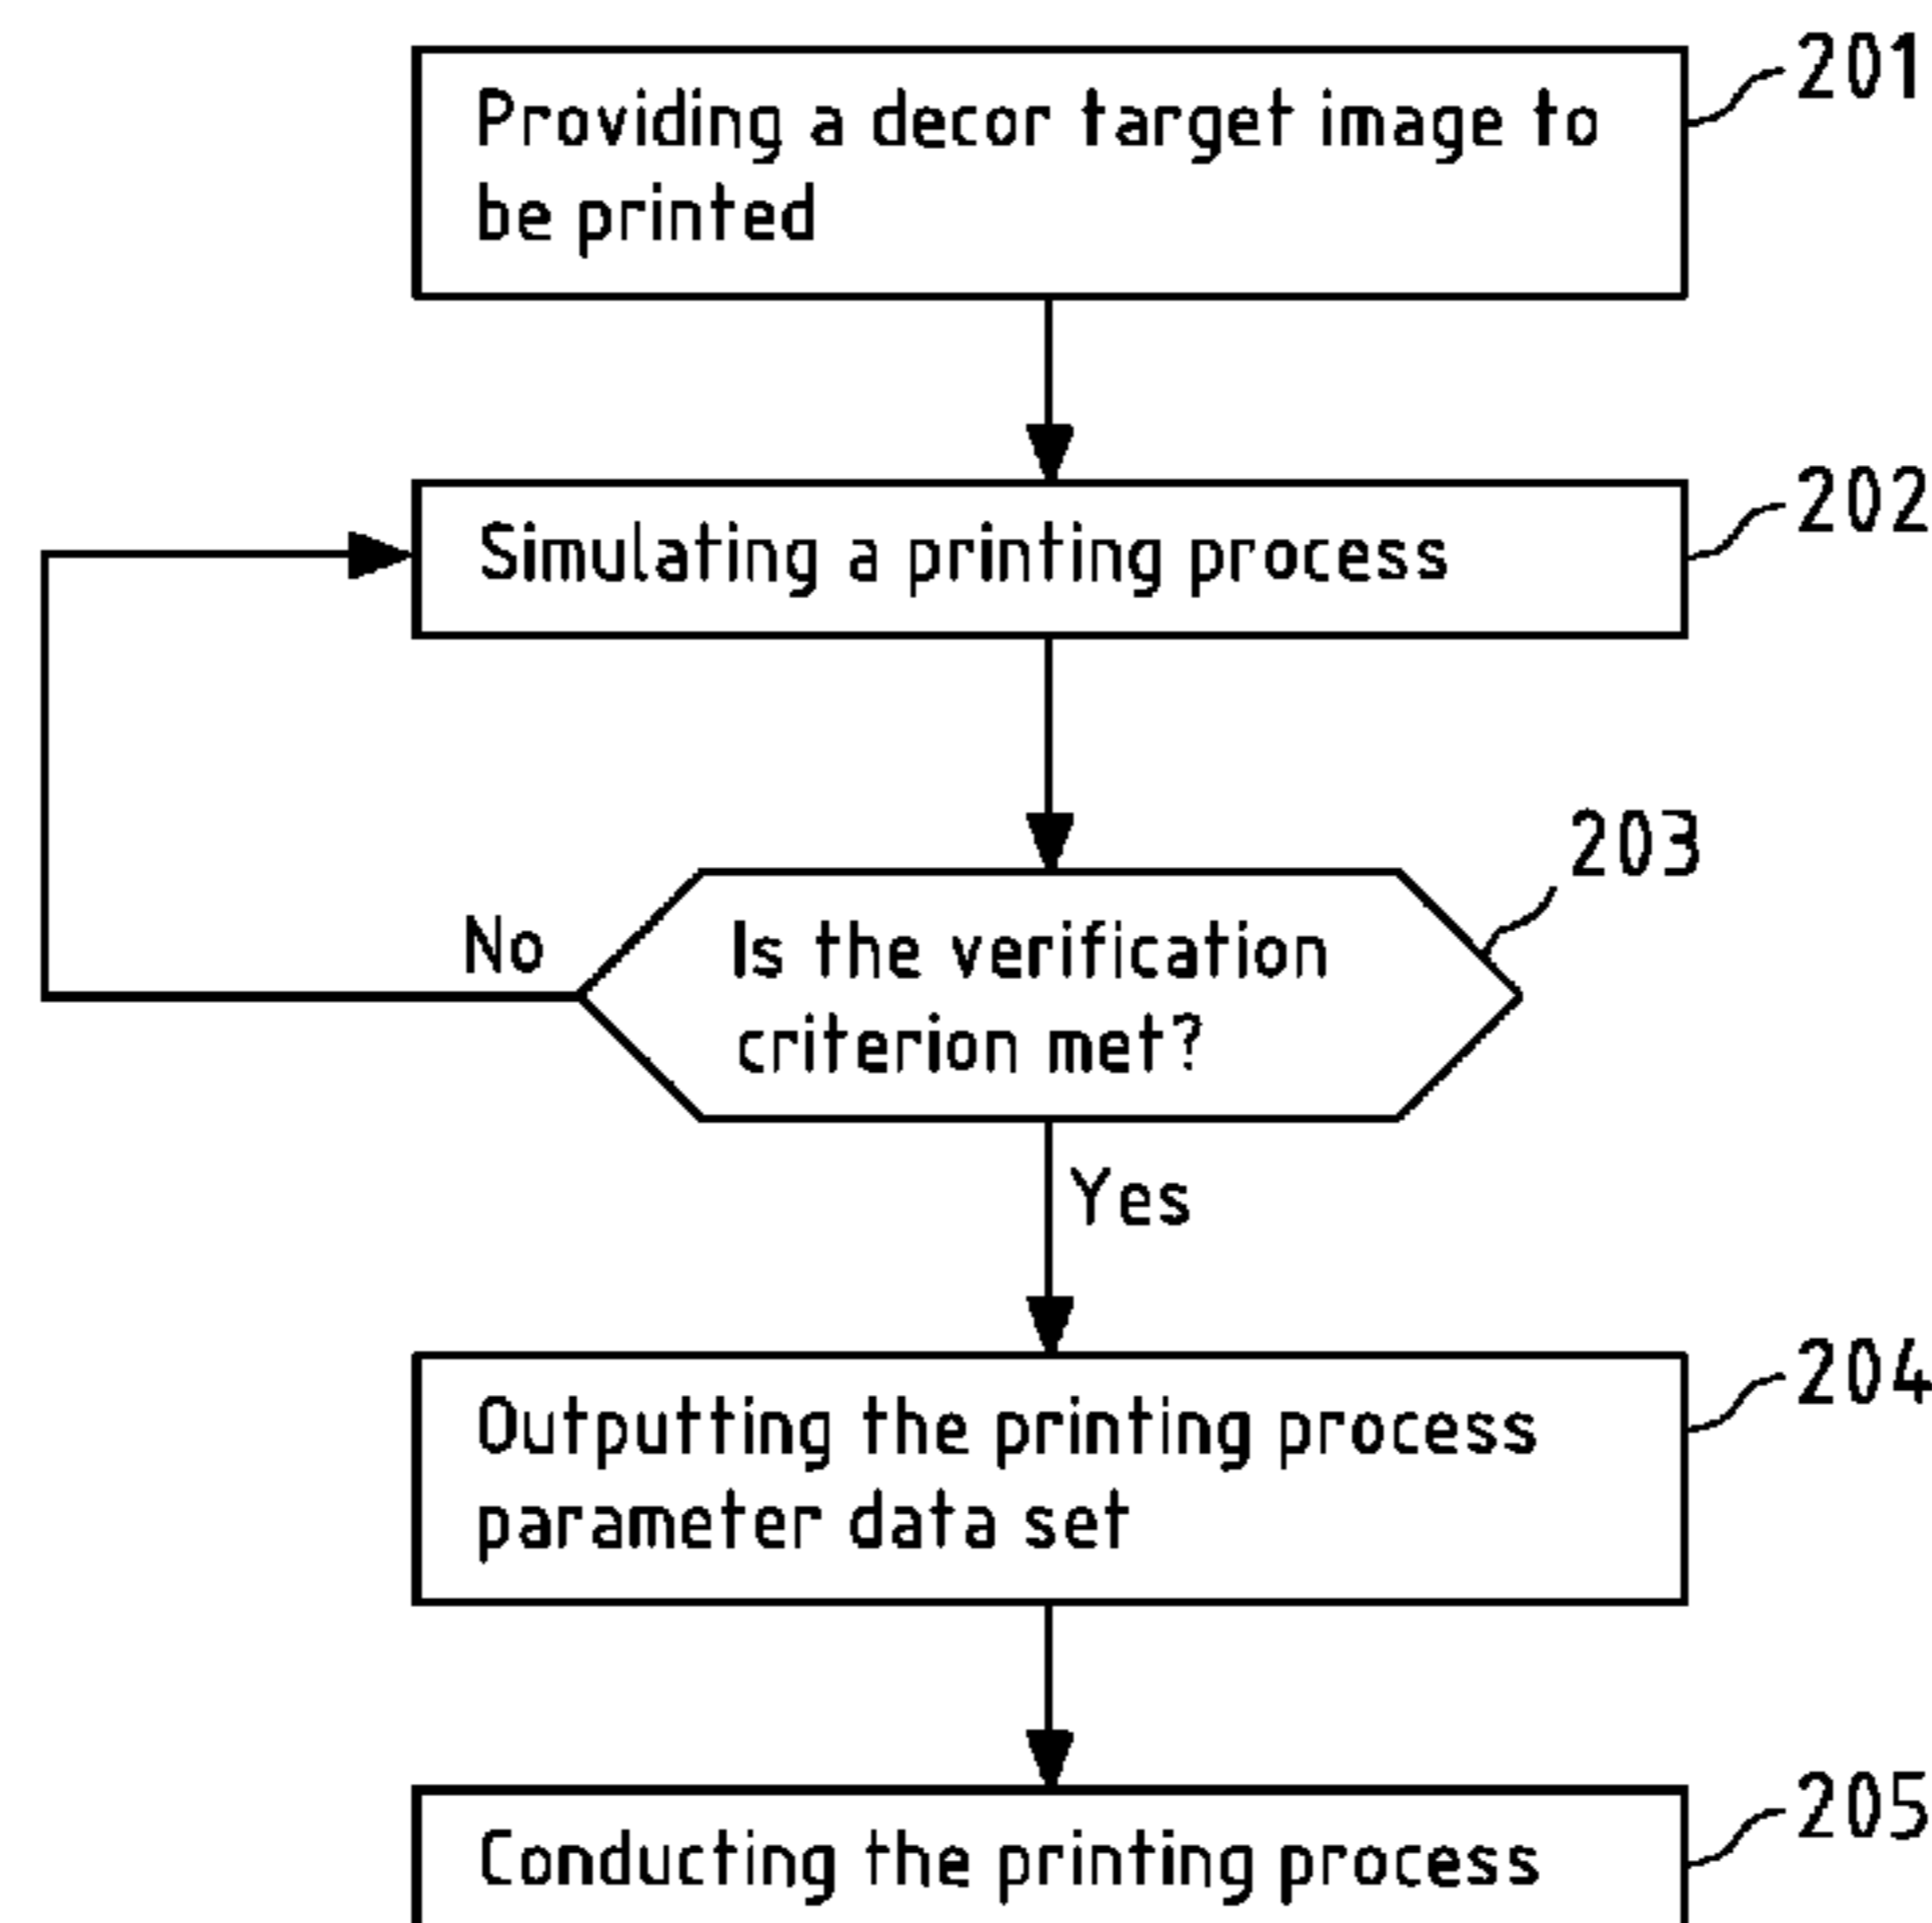 201
Providing a decor target image to
be printed
202
Simulating a printing process
203
No
Is the verification
criterion met?
Yes
204
Outputting the printing process
parameter data set
205
Conducting the printing process